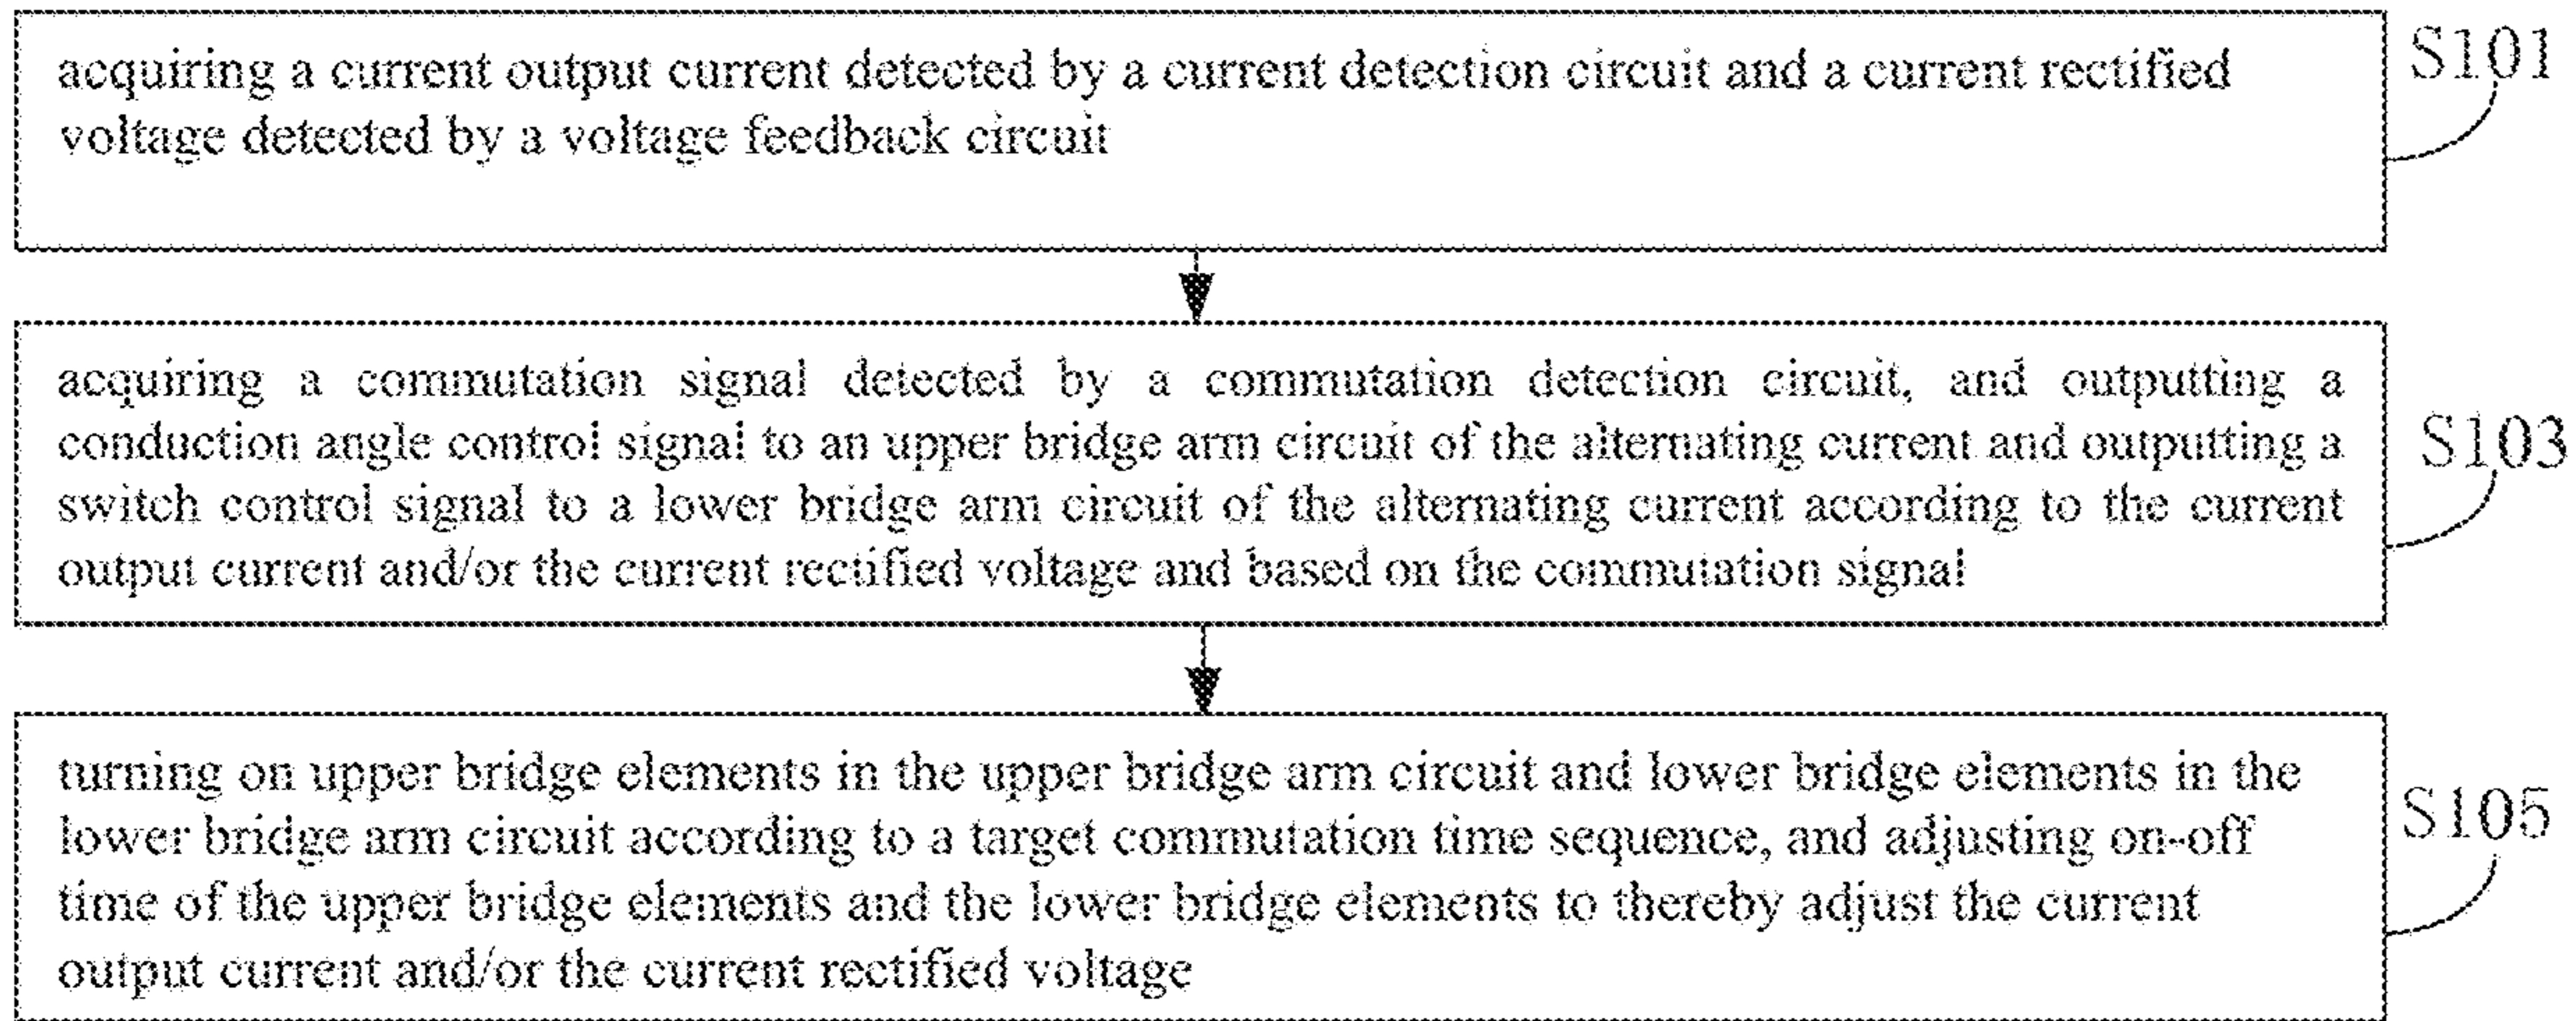 acquiring a current output current detected by a current detection circuit and a current rectified
voltage detected by a voltage feedback circuit
S101
acquiring a commutation signal detected by a commutation detection circuit, and outputting a
conduction angle control signal to an upper bridge arm circuit of the alternating current and outputting a
switch control signal to a lower bridge arm circuit of the alternating current according to the current
output current and/or the current rectified voltage and based on the commutation signal
S103
turning on upper bridge elements in the upper bridge arm circuit and lower bridge elements in the
lower bridge arm circuit according to a target commutation time sequence, and adjusting on-off
time of the upper bridge elements and the lower bridge elements to thereby adjust the current
output current and/or the current rectified voltage
S105